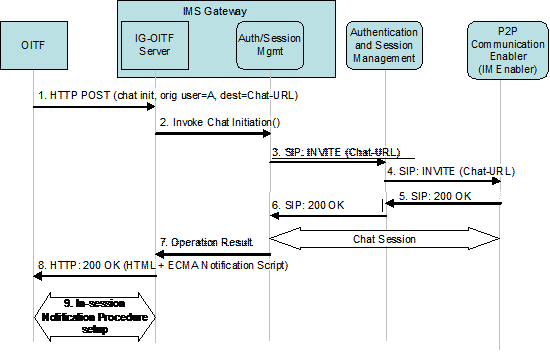 IMS Gateway
OITF
IG-OITF
Server
Auth/Session
Mgmt
Authentication
and Session
Management
P2P
Communication
Enabler
(IM Enabler)
1. HTTP POST (chat init, orig user=A, dest=Chat-URL)
2. Invoke Chat Initiation()
3. SIP: INVITE (Chat-URL)
4. SIP: INVITE (Chat-URL)
5. SIP: 200 OK
6. SIP: 200 OK
Chat Session
7. Operation Result
8. HTTP: 200 OK (HTML + ECMA Notification Script)
9. In-session
Notification Procedure
setup